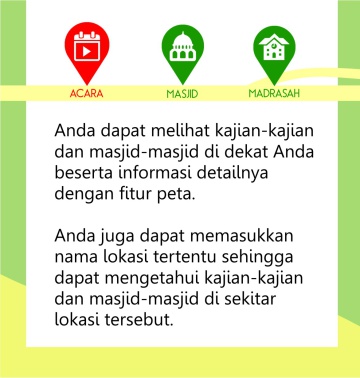 ACARA MASJID MADRASAH
Anda dapat melihat kajian-kajian
dan masjid-masjid di dekat Anda
beserta informasi detailnya
dengan fitur peta.
Anda juga dapat memasukkan
nama lokasi tertentu sehingga
dapat mengetahui kajian-kajian
dan masjid-masjid di sekitar
lokasi tersebut.